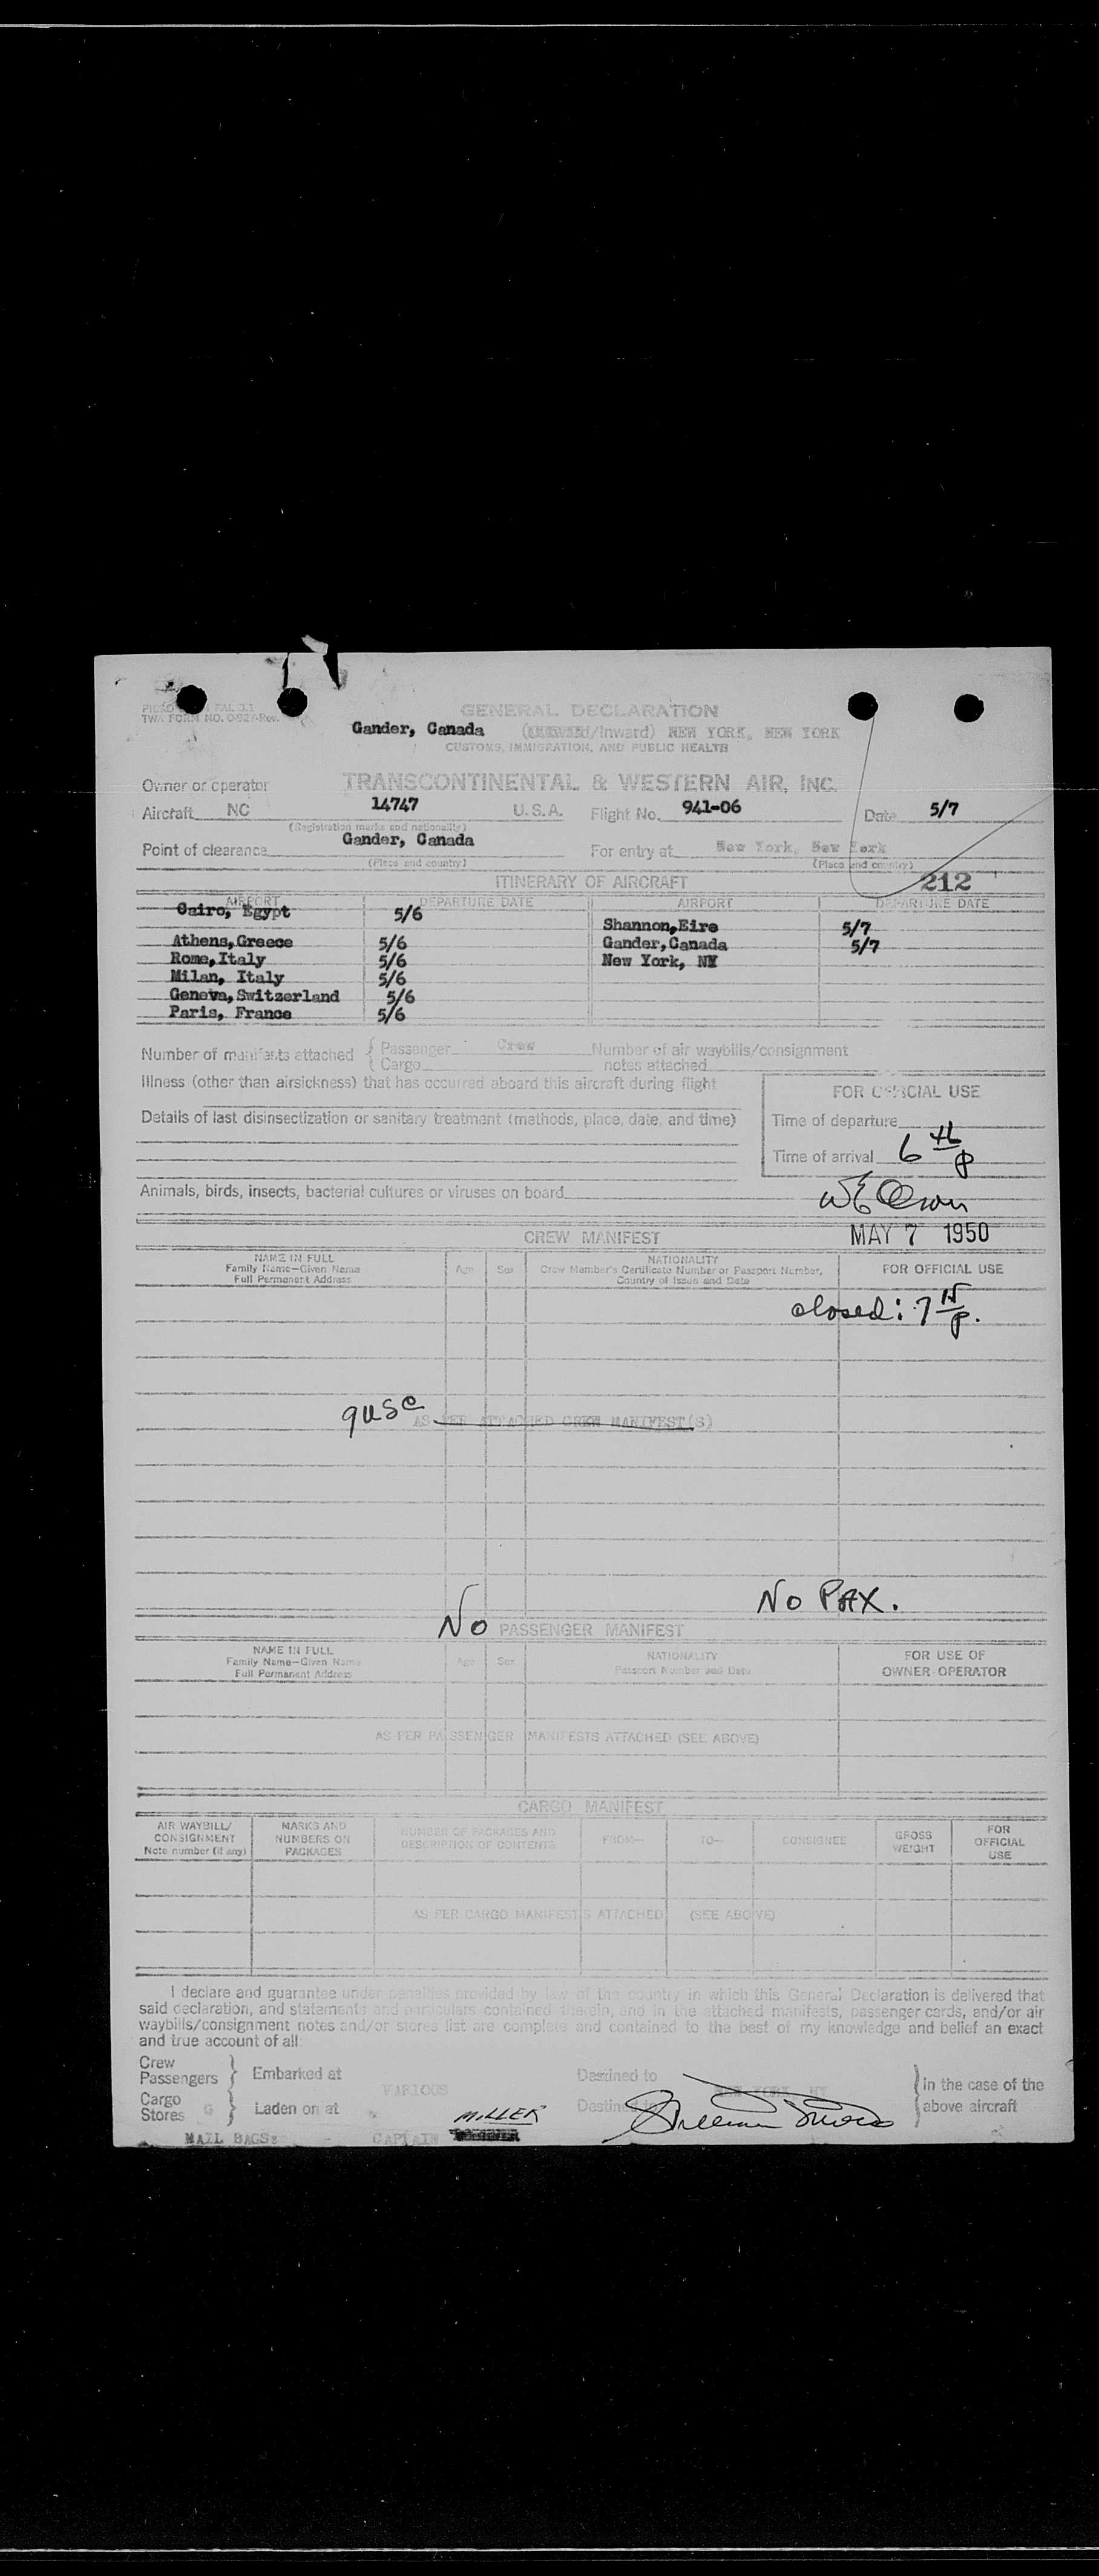 TWA FORM NO. 0-927-Rev.
GENERAL DECLARATION
Gander, Canada (/Inward) NEW YORK, NEW YORK
CUSTOMS, IMMIGRATION, AND PUBLIC HEALTH
Owner or operator TRANSCONTINENTAL & WESTERN AIR, INC.
Aircraft NC 14747 U.S.A. Flight No. 941-06 Date 5/7
(Registration marks and nationality)
Point of clearance Gander, Canada For entry at New York, New York
(Place and country) (Place and country)
ITINERARY OF AIRCRAFT 212
AIRPORT DEPARTURE DATE AIRPORT DEPARTURE DATE
Cairo, Egypt 5/6 Shannon,Eire 5/7
Athens,Greece 5/6 Gander,Canada 5/7
Rome,Italy 5/6 New York, NY
Milan, Italy 5/6
Geneva,Switzerland 5/6
Paris, France 5/6
Number of manifests attached { Passenger Crew Number of air waybills/consignment
{ Cargo notes attached
Illness (other than airsickness) that has occurred aboard this aircraft during flight
FOR OFFICIAL USE
Details of last disinsectization or sanitary treatment (methods, place, date, and time)
Time of departure
Time of arrival 6
Animals, birds, insects, bacterial cultures or viruses on board
MAY 7 1950
CREW MANIFEST
NAME IN FULL
Family Name—Given Name
Full Permanent Address
Age Sex
NATIONALITY
Crew Member's Certificate Number or Passport Number,
Country of Issue and Date
FOR OFFICIAL USE
closed: 7
9 USC AS PER ATTACHED CREW MANIFEST(S)
No PAX.
No PASSENGER MANIFEST
NAME IN FULL
Family Name—Given Name
Full Permanent Address
Age Sex
NATIONALITY
Passport Number and Date
FOR USE OF
OWNER-OPERATOR
AS PER PASSENGER MANIFESTS ATTACHED (SEE ABOVE)
CARGO MANIFEST
AIR WAYBILL/
CONSIGNMENT
Note number (if any)
MARKS AND
NUMBERS ON
PACKAGES
NUMBER OF PACKAGES AND
DESCRIPTION OF CONTENTS
FROM—
TO—
CONSIGNEE
GROSS
WEIGHT
FOR
OFFICIAL
USE
AS PER CARGO MANIFESTS ATTACHED (SEE ABOVE)
I declare and guarantee under penalties provided by law of the country in which this General Declaration is delivered that
said declaration, and statements and particulars contained therein, and in the attached manifests, passenger cards, and/or air
waybills/consignment notes and/or stores list are complete and contained to the best of my knowledge and belief an exact
and true account of all:
Crew
Passengers } Embarked at Destined to } in the case of the
VARIOUS NEW YORK, NY
Cargo
Stores } Laden on at Destined to above aircraft
MILLER
MAIL BAGS: CAPTAIN